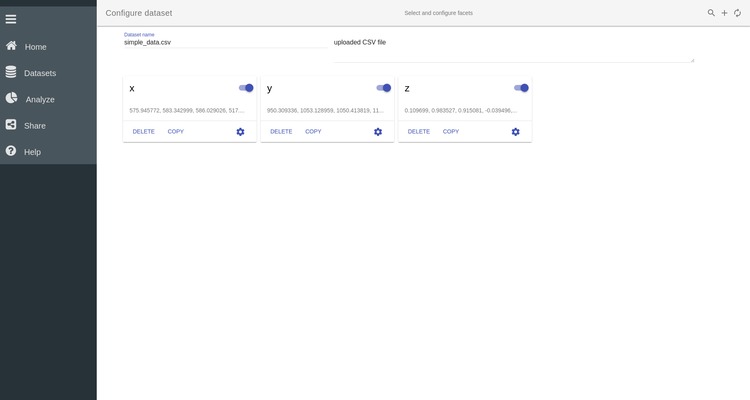 Configure dataset
Select and configure facets
Home
Datasets
Analyze
Share
Help
Dataset name
simple_data.csv
uploaded CSV file
x
575.945772, 583.342999, 586.029026, 517....
DELETE COPY
y
950.309336, 1053.128959, 1050.413819, 11...
DELETE COPY
z
0.109699, 0.983527, 0.915081, -0.039496,...
DELETE COPY